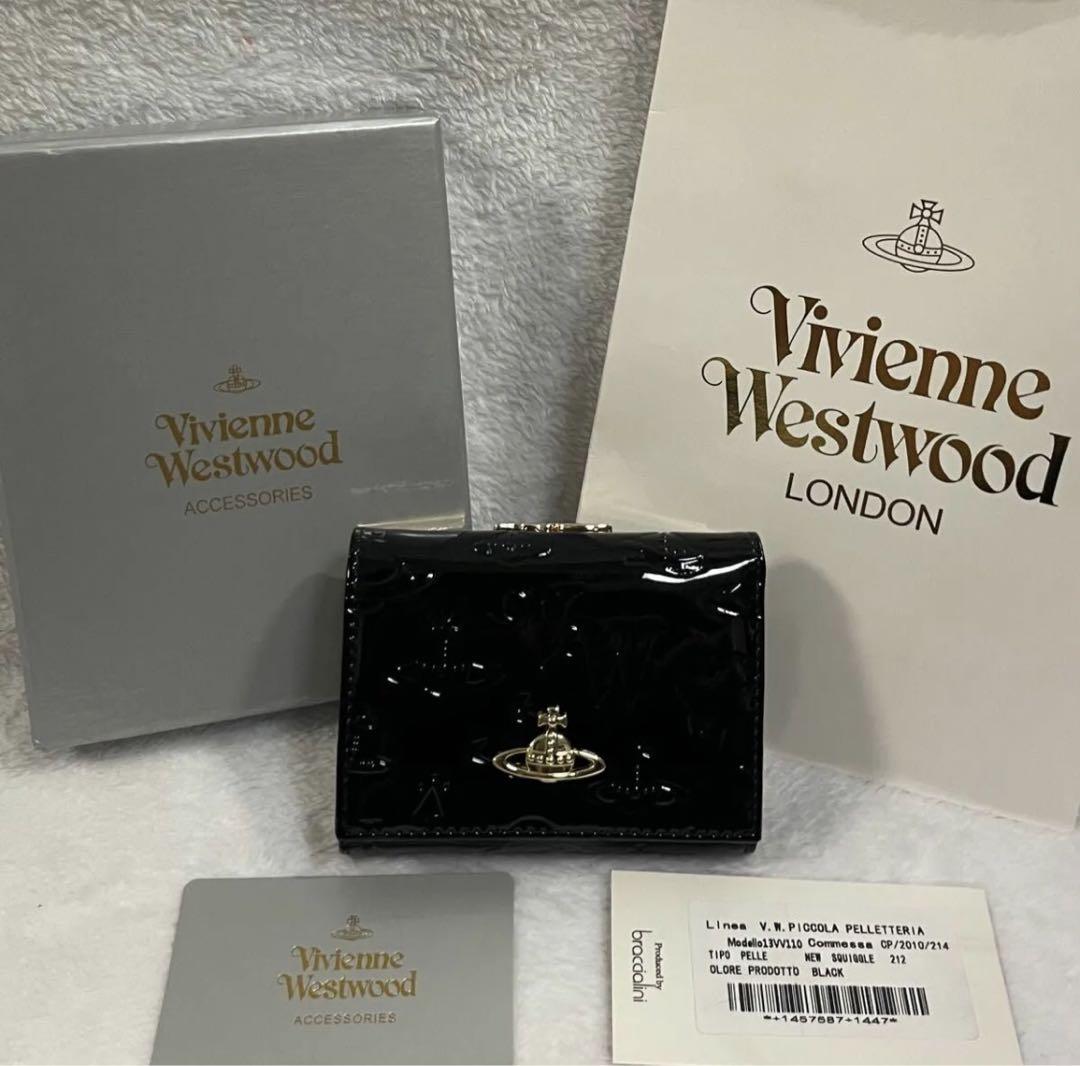 Vivienne
Westwood
ACCESSORIES
Vivienne
Westwood
LONDON
Vivienne
Westwood
ACCESSORIES
Produced by
braccialini
Linea V.W.PICCOLA PELLETTERIA
Modello13VV110 Commessa CP/2010/214
TIPO PELLE NEW SQUIGGLE 212
OLORE PRODOTTO BLACK
*+1457687+1447*